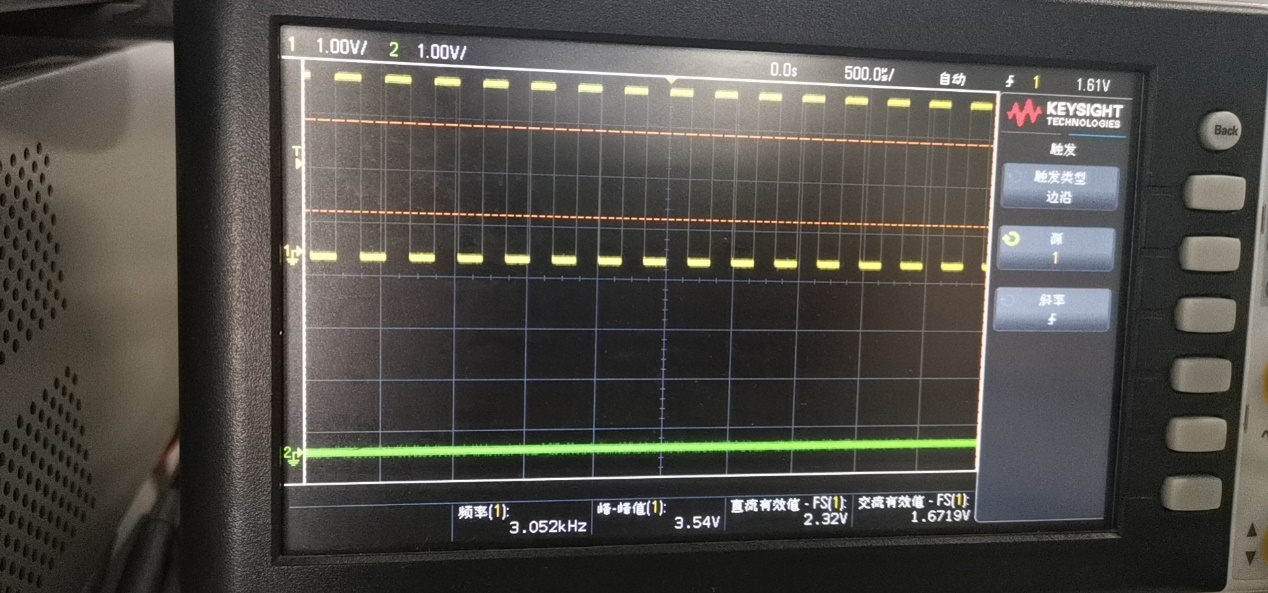 1 1.00V/ 2 1.00V/ 0.0s 500.0㎲/ 自动 1 1.61V
KEYSIGHT
TECHNOLOGIES
触发
触发类型
边沿
源
1
斜率
T
1
2
频率(1):
3.052kHz
峰-峰值(1):
3.54V
直流有效值 - FS(1):
2.32V
交流有效值 - FS(1):
1.6719V
Back